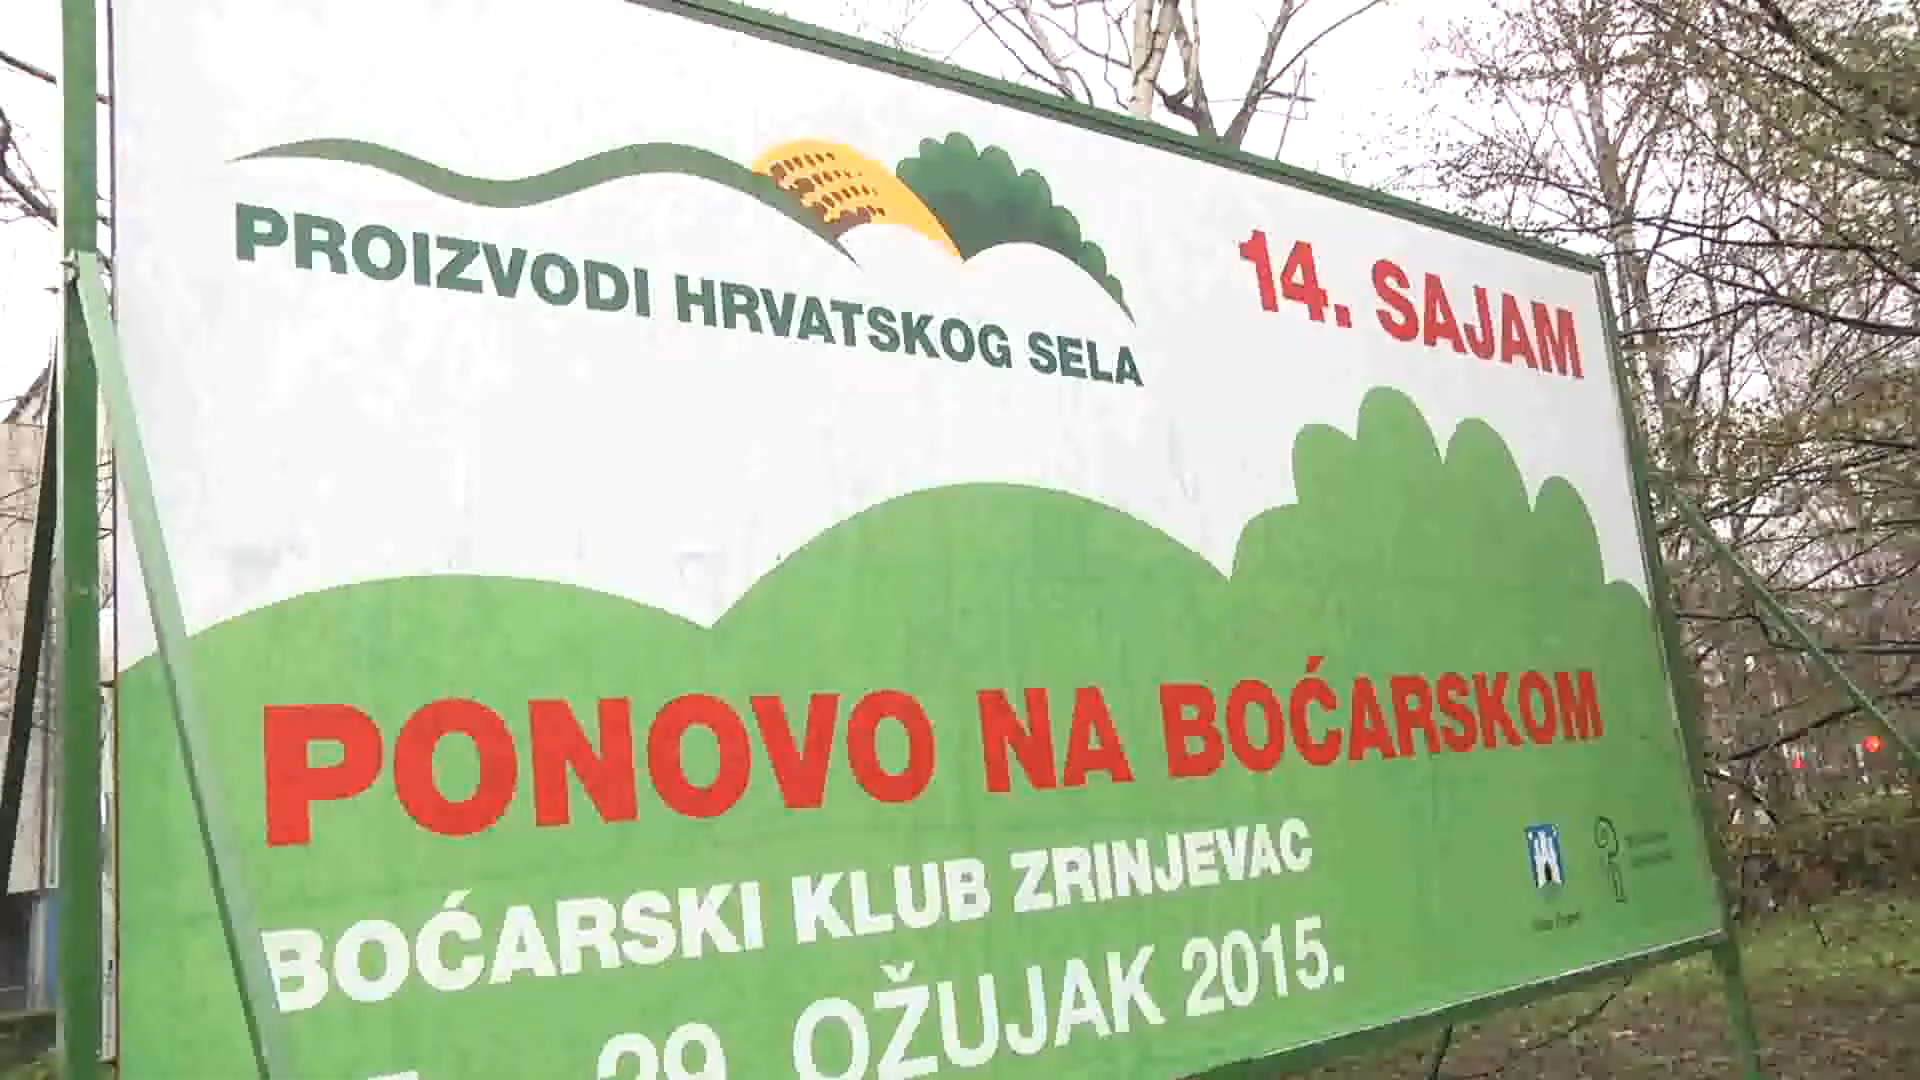 PROIZVODI HRVATSKOG SELA
14. SAJAM
PONOVO NA BOĆARSKOM
BOĆARSKI KLUB ZRINJEVAC
29. OŽUJAK 2015.